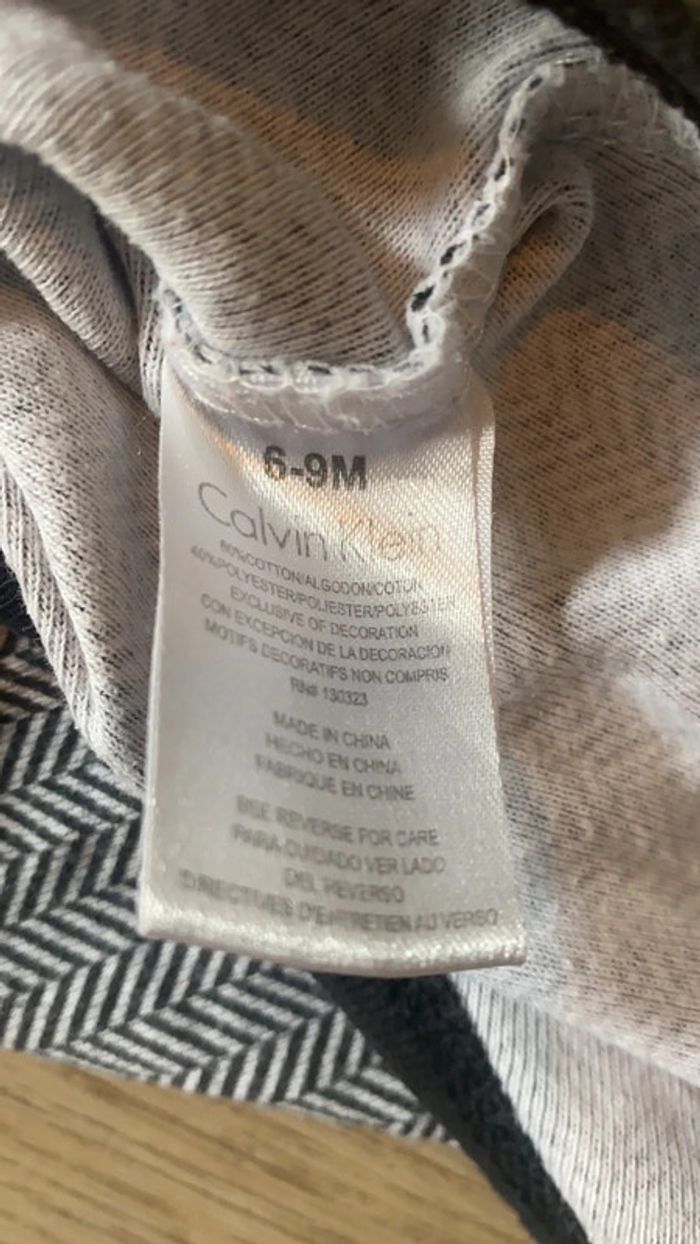 6-9M
Calvin Klein
60%COTTON/ALGODON/COTON
40%POLYESTER/POLIESTER/POLYESTER
EXCLUSIVE OF DECORATION
CON EXCEPCION DE LA DECORACION
MOTIFS DECORATIFS NON COMPRIS
RN# 130323
MADE IN CHINA
HECHO EN CHINA
FABRIQUE EN CHINE
SEE REVERSE FOR CARE
PARA CUIDADO VER LADO
DEL REVERSO
DIRECTIVES D'ENTRETIEN AU VERSO